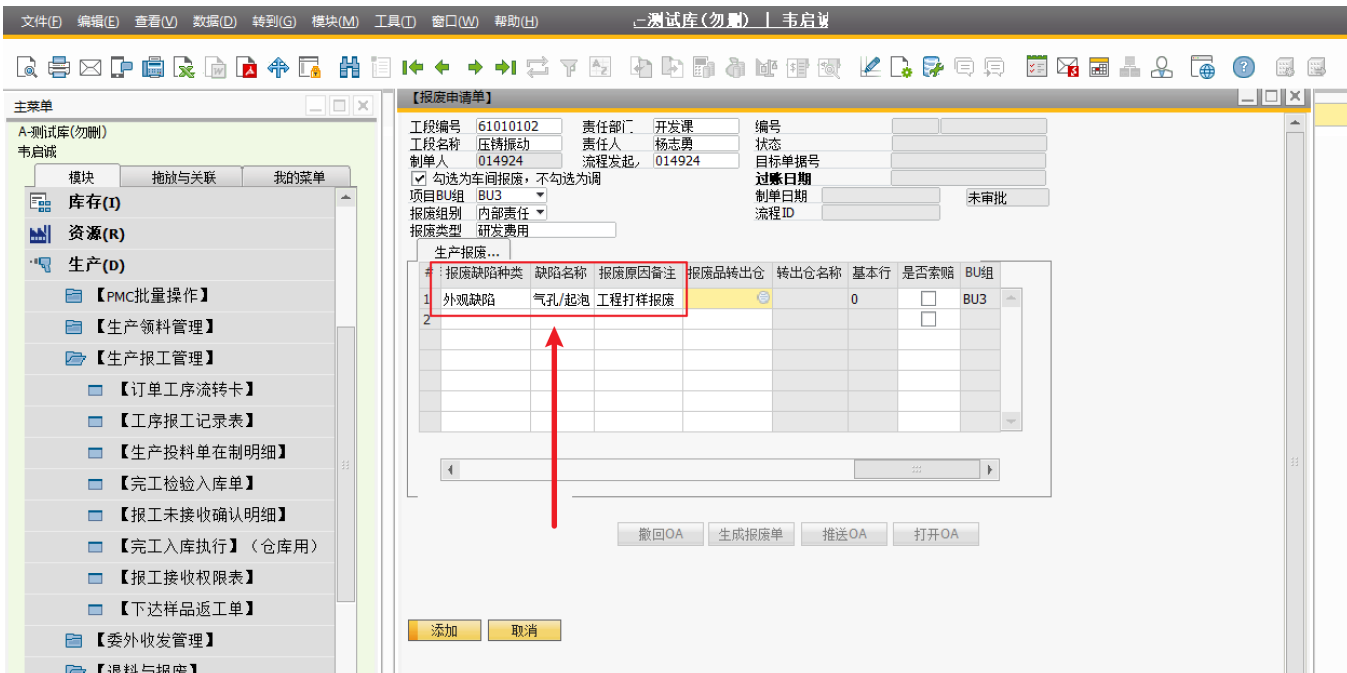 文件(F) 编辑(E) 查看(V) 数据(D) 转到(G) 模块(M) 工具(T) 窗口(W) 帮助(H) 测试库(勿删) | 韦启诚
主菜单
A-测试库(勿删)
韦启诚
模块 拖放与关联 我的菜单
库存(I)
资源(R)
生产(D)
【PMC批量操作】
【生产领料管理】
【生产报工管理】
【订单工序流转卡】
【工序报工记录表】
【生产投料单在制明细】
【完工检验入库单】
【报工未接收确认明细】
【完工入库执行】（仓库用）
【报工接收权限表】
【下达样品返工单】
【委外收发管理】
【退料与报废】
【报废申请单】
工段编号 61010102 责任部门 开发课 编号
工段名称 压铸振动 责任人 杨志勇 状态
制单人 014924 流程发起 014924 目标单据号
勾选为车间报废，不勾选为调 过账日期
项目BU组 BU3 制单日期 未审批
报废组别 内部责任 流程ID
报废类型 研发费用
生产报废...
# 报废缺陷种类 缺陷名称 报废原因备注 报废品转出仓 转出仓名称 基本行 是否索赔 BU组
1 外观缺陷 气孔/起泡 工程打样报废 0 BU3
2
撤回OA 生成报废单 推送OA 打开OA
添加 取消